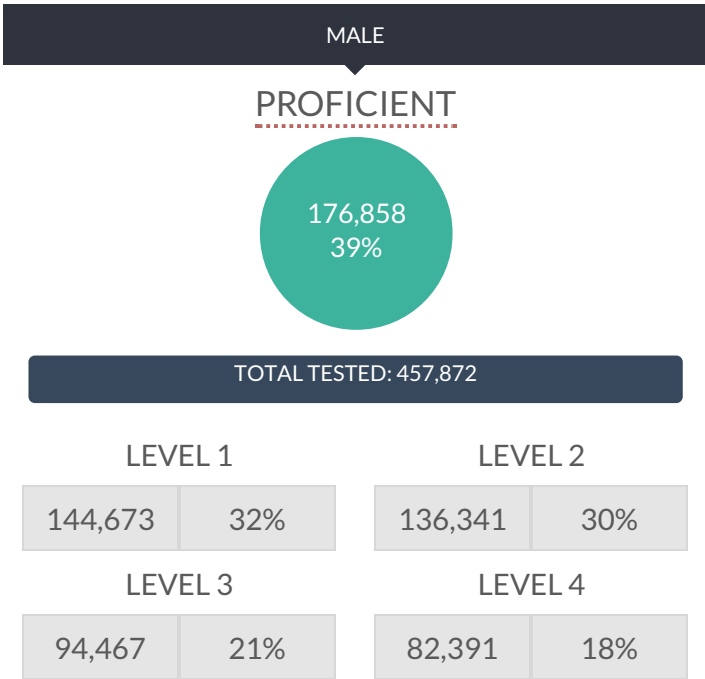 MALE
PROFICIENT
176,858
39%
TOTAL TESTED: 457,872
LEVEL 1
144,673 32%
LEVEL 2
136,341 30%
LEVEL 3
94,467 21%
LEVEL 4
82,391 18%